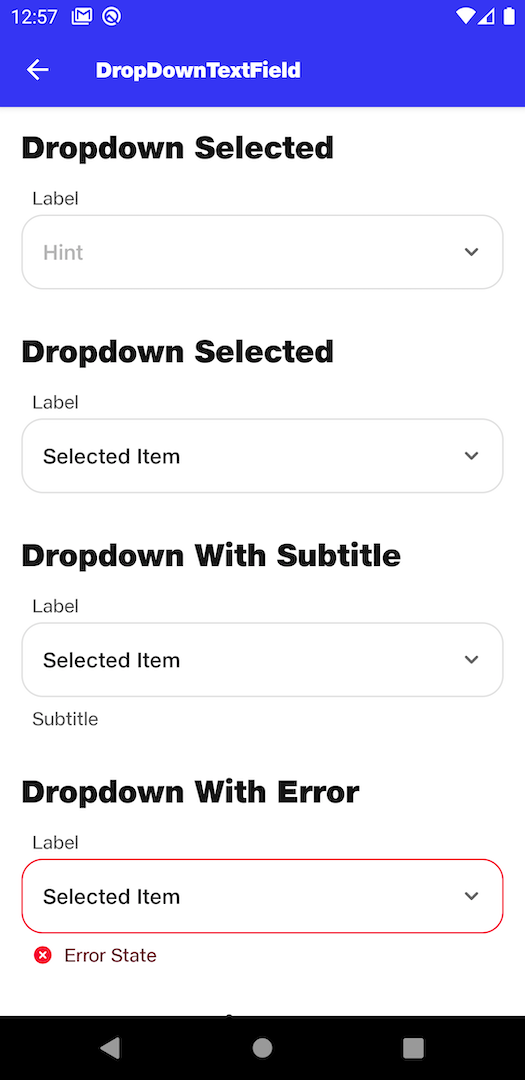 12:57
DropDownTextField
Dropdown Selected
Label
Hint
Dropdown Selected
Label
Selected Item
Dropdown With Subtitle
Label
Selected Item
Subtitle
Dropdown With Error
Label
Selected Item
Error State